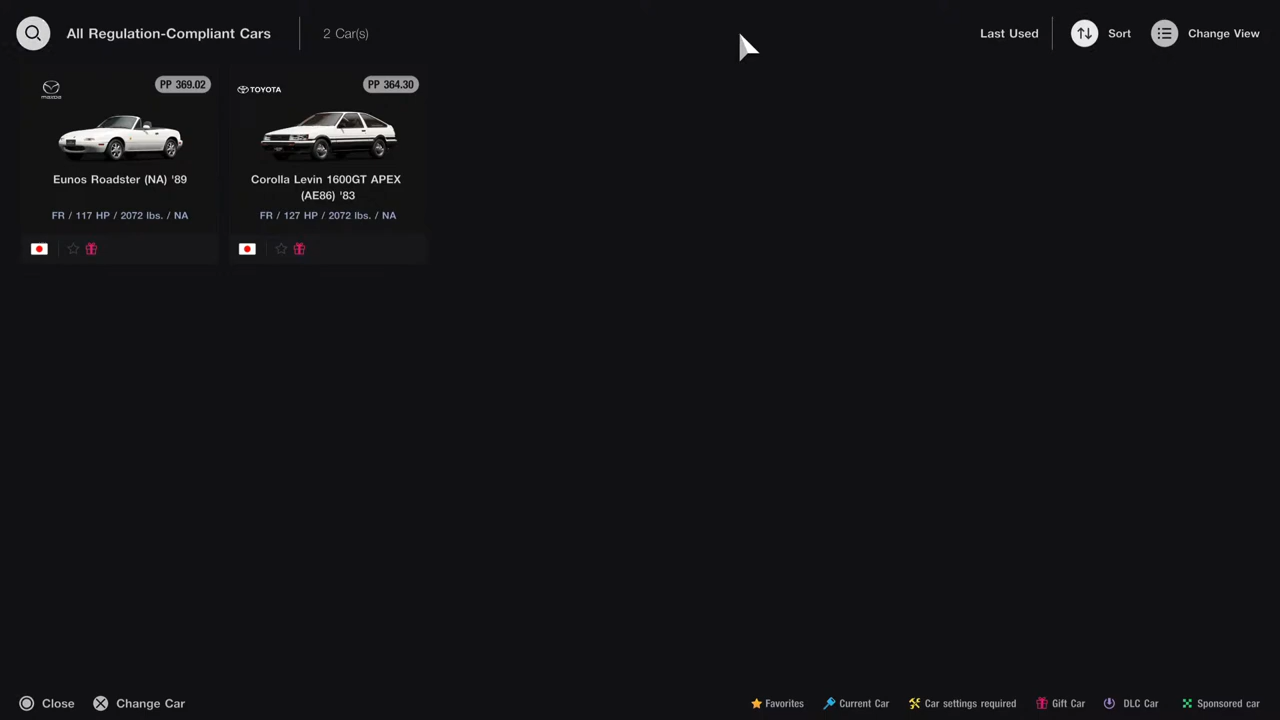 All Regulation-Compliant Cars
2 Car(s)
Last Used
Sort
Change View
mazda
PP 369.02
Eunos Roadster (NA) '89
FR / 117 HP / 2072 lbs. / NA
TOYOTA
PP 364.30
Corolla Levin 1600GT APEX
(AE86) '83
FR / 127 HP / 2072 lbs. / NA
Close
Change Car
Favorites
Current Car
Car settings required
Gift Car
DLC Car
Sponsored car